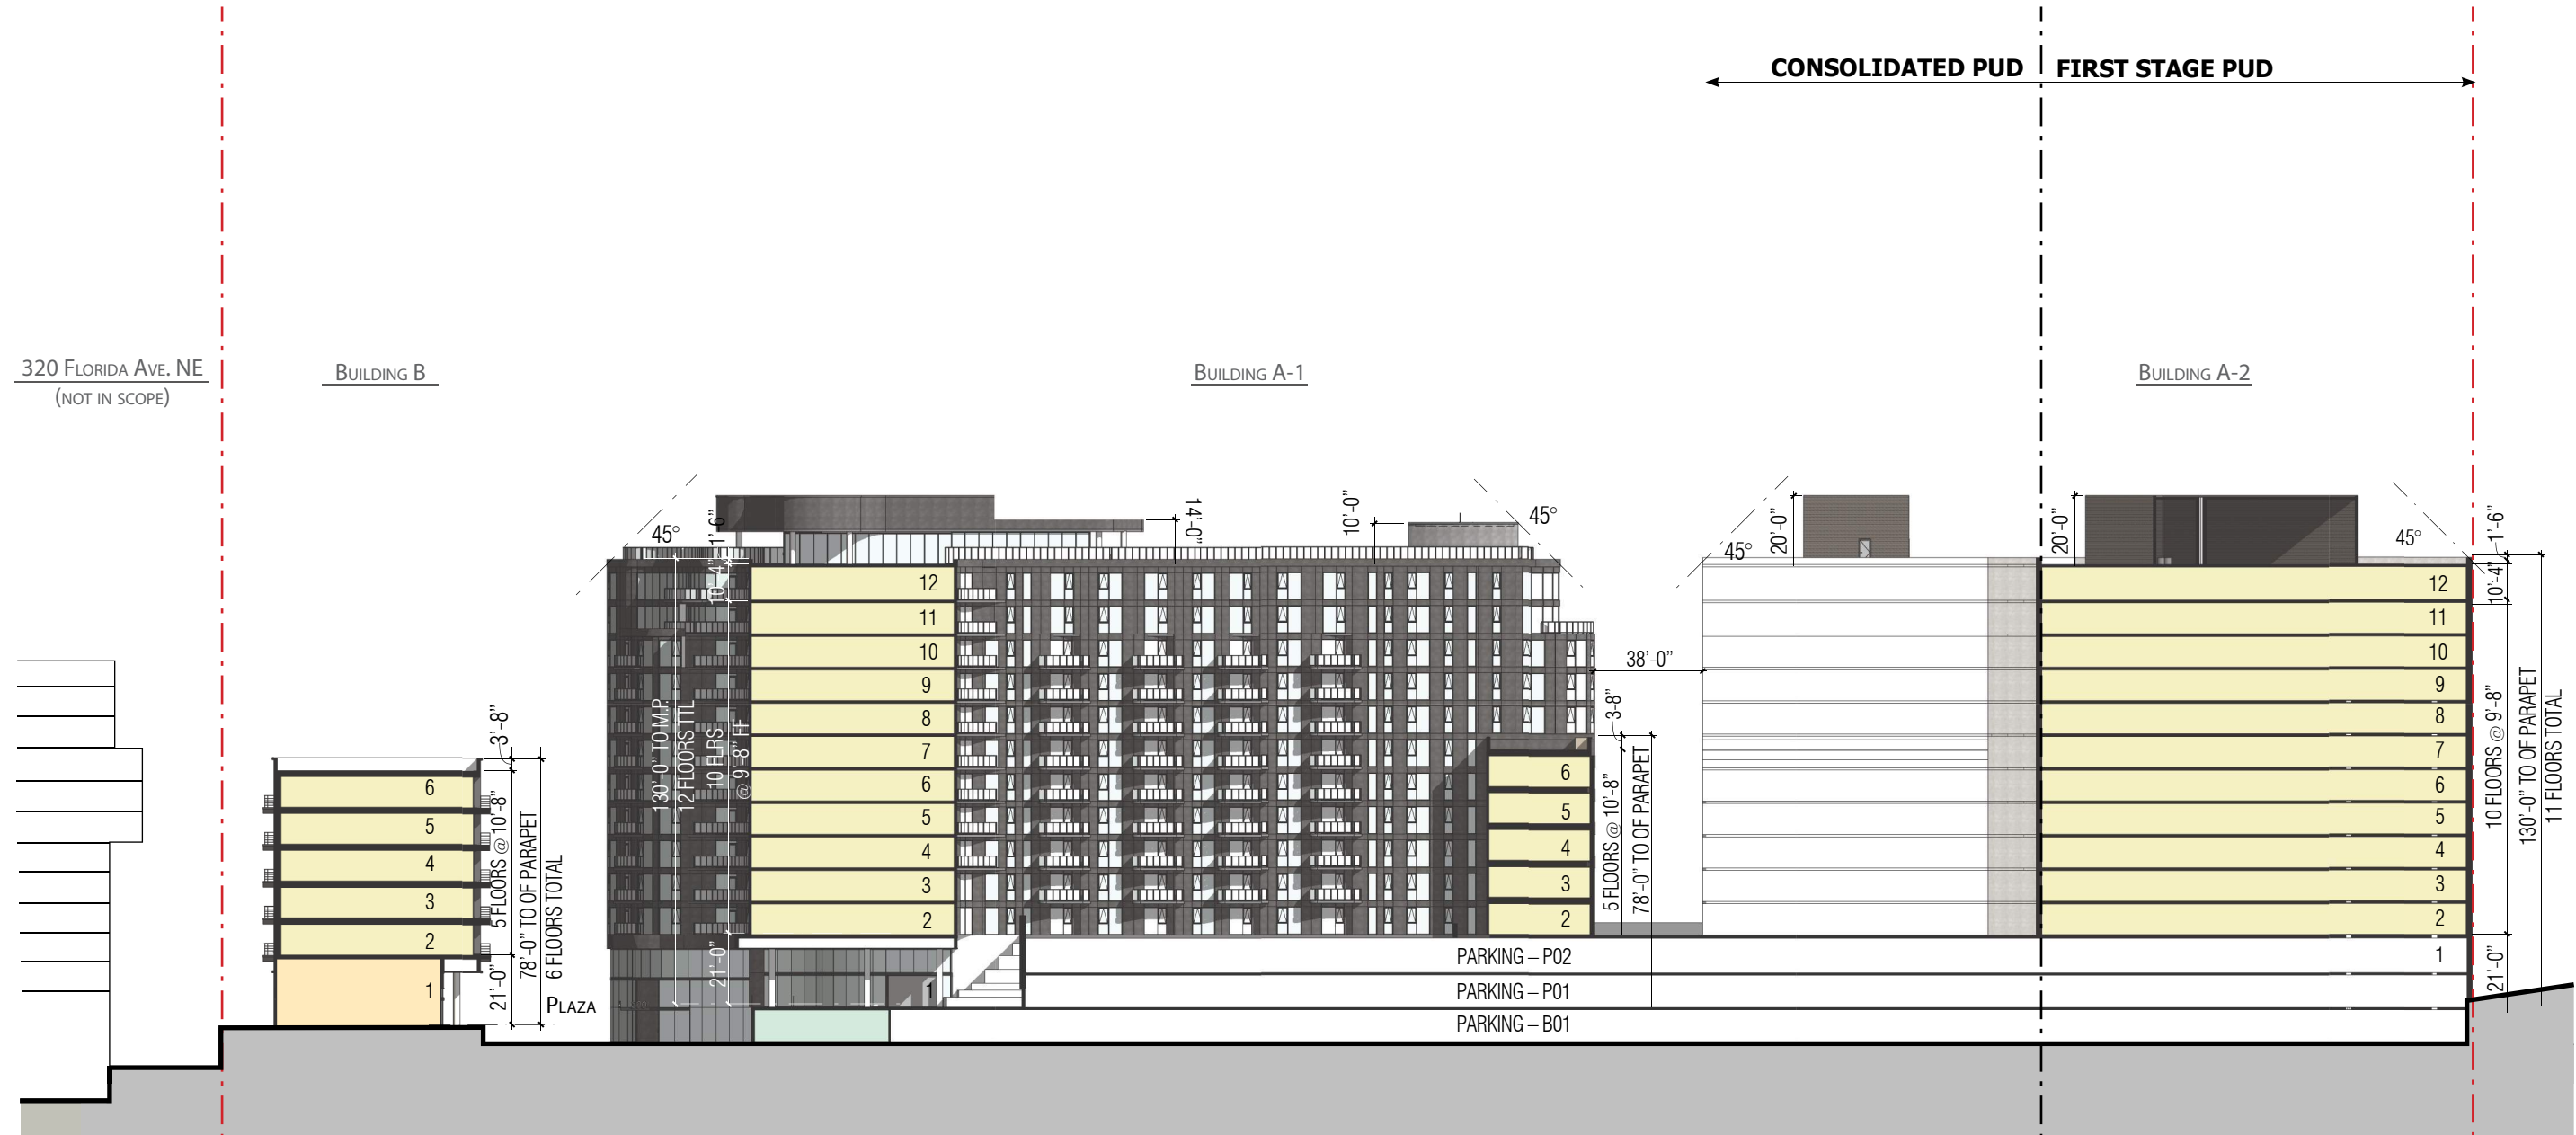 CONSOLIDATED PUD
FIRST STAGE PUD
320 Florida Ave. NE
(not in scope)
Building B
Building A-1
Building A-2
45°
1'-6"
10'-4"
14'-0"
10'-0"
45°
45°
20'-0"
20'-0"
45°
1'-6"
10'-4"
12
11
10
9
8
7
6
5
4
3
2
1
130'-0" TO M.P.
12 FLOORS TTL
10 FLRS
@ 9'-8" FF
21'-0"
38'-0"
3'-8"
6
5
4
3
2
1
5 FLOORS @ 10'-8"
78'-0" TO OF PARAPET
6 FLOORS TOTAL
21'-0"
Plaza
3-8"
6
5
4
3
2
5 FLOORS @ 10'-8"
78'-0" TO OF PARAPET
12
11
10
9
8
7
6
5
4
3
2
1
10 FLOORS @ 9'-8"
130'-0" TO OF PARAPET
11 FLOORS TOTAL
21'-0"
PARKING – P02
PARKING – P01
PARKING – B01